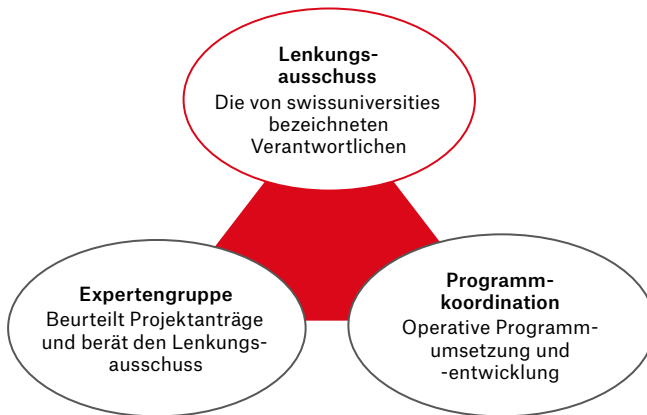 Lenkungs-
ausschuss
Die von swissuniversities
bezeichneten
Verantwortlichen
Expertengruppe
Beurteilt Projektanträge
und berät den Lenkungs-
ausschuss
Programm-
koordination
Operative Programm-
umsetzung und
-entwicklung